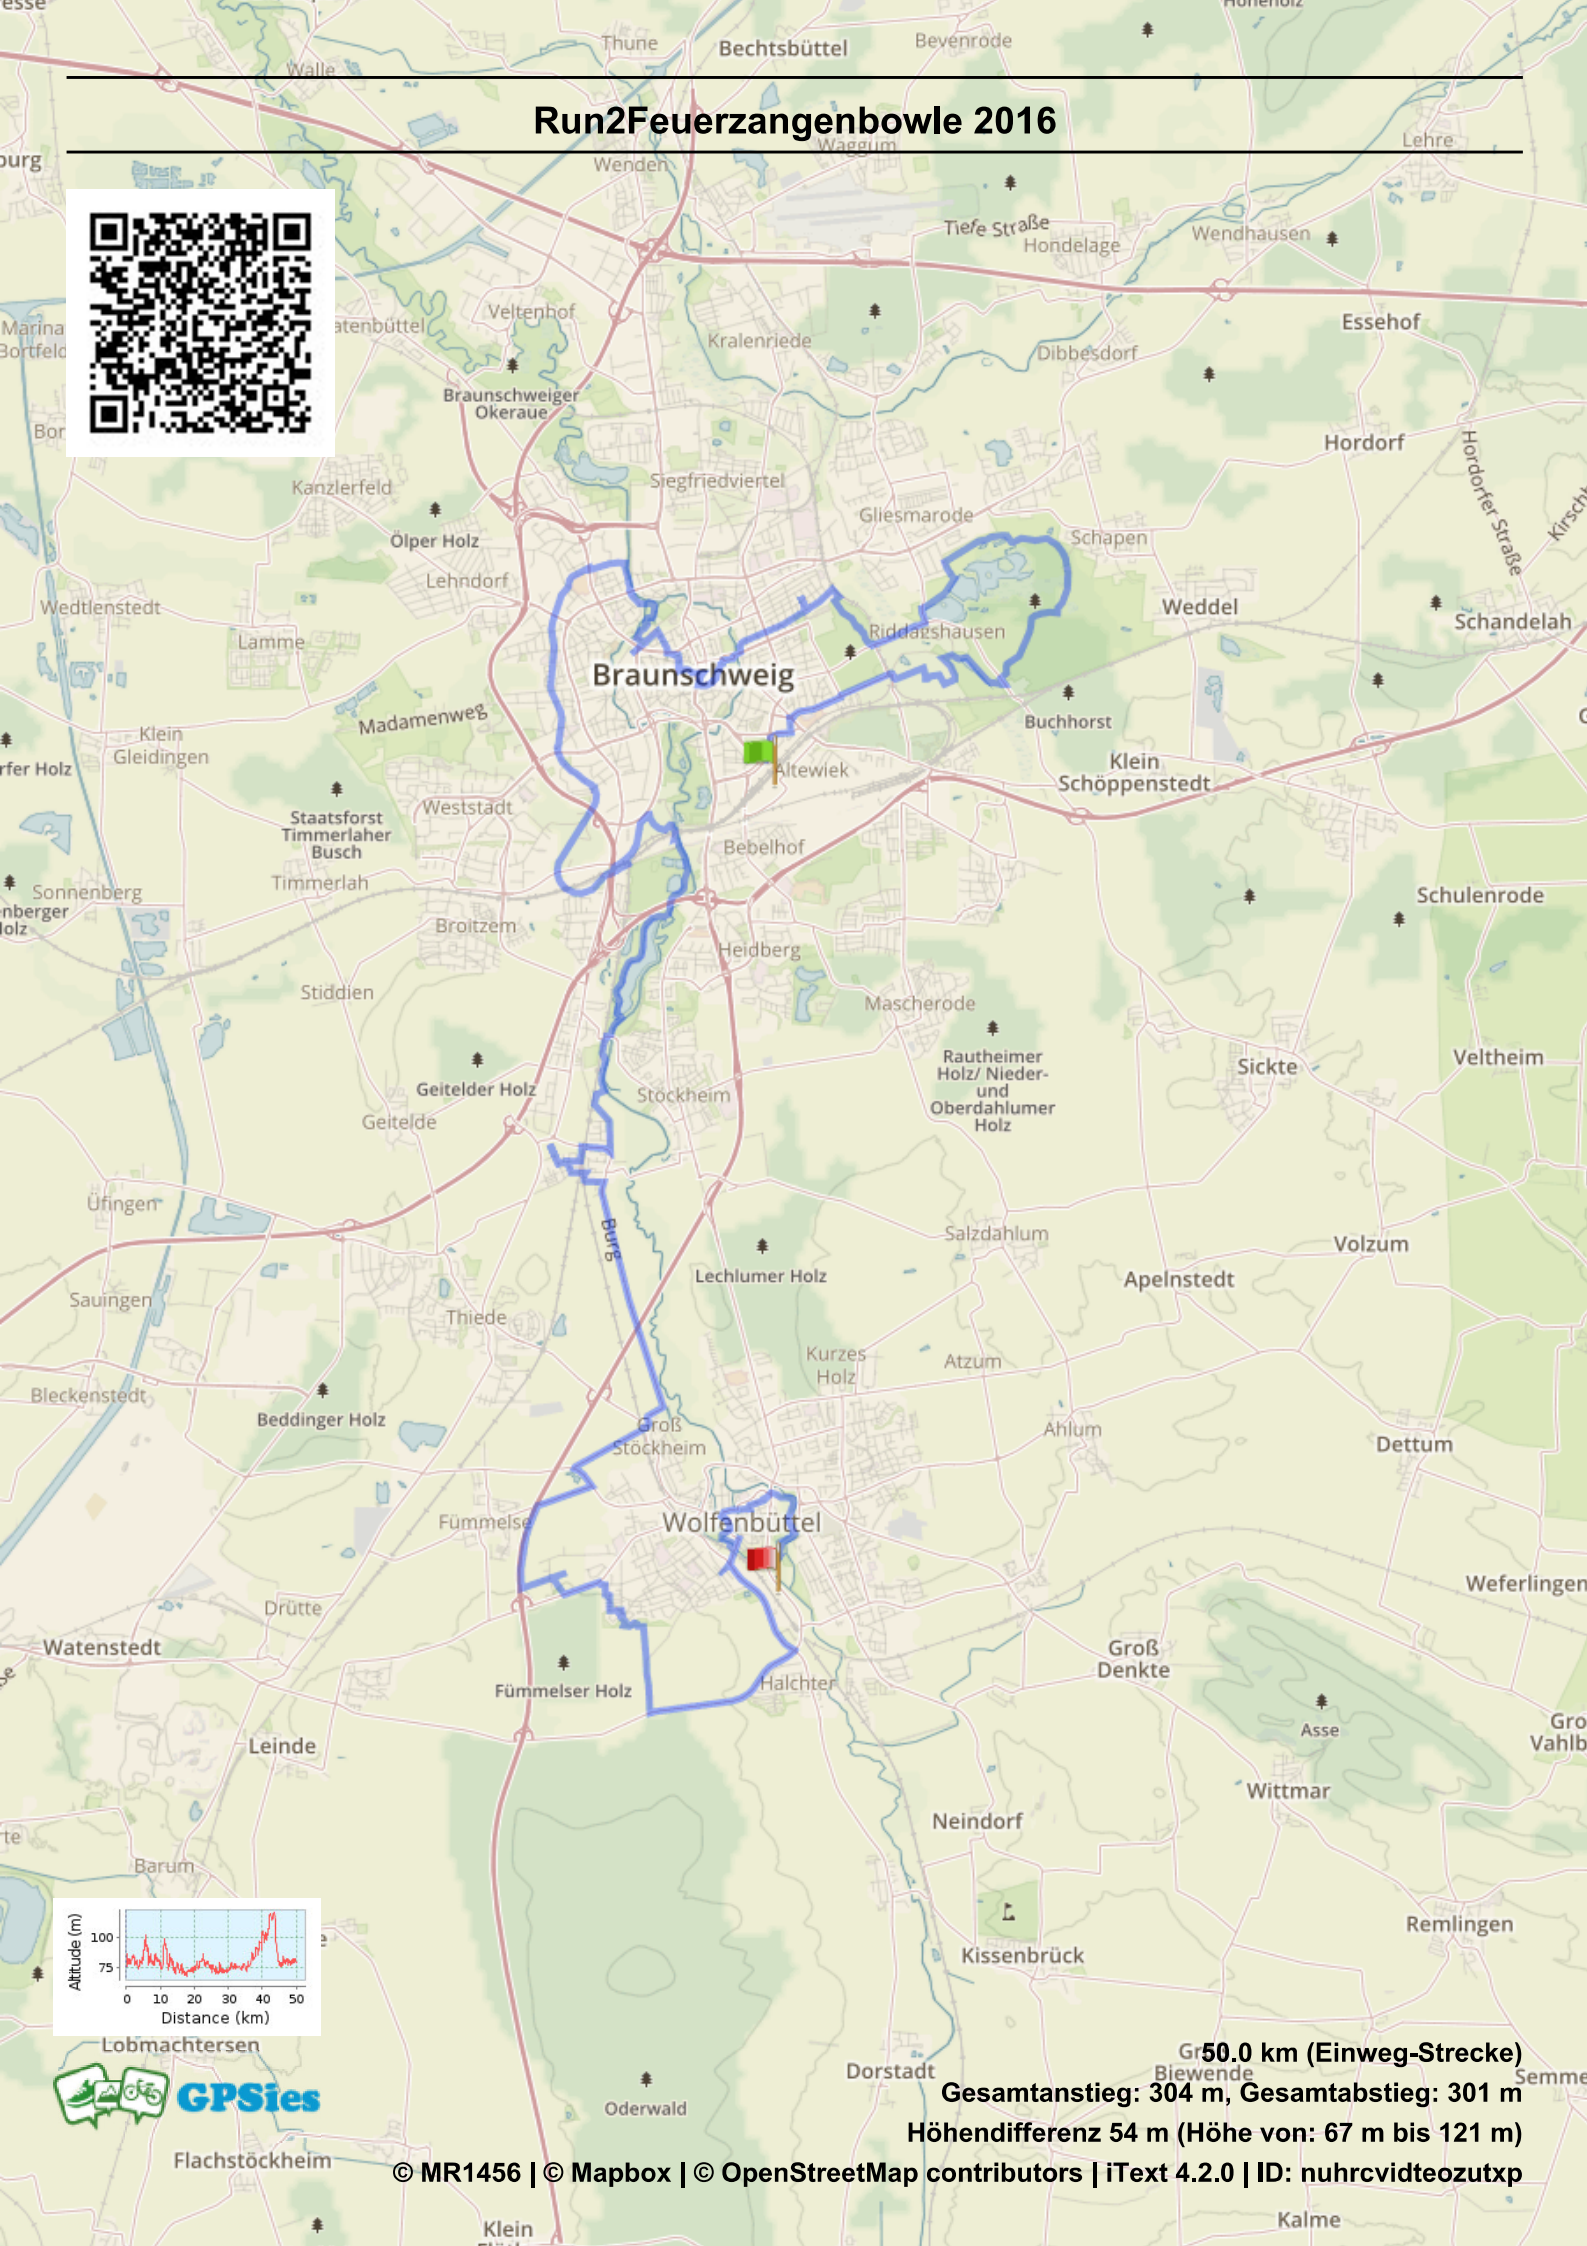 Thune
Bechtsbüttel
Bevenrode
Walle
Run2Feuerzangenbowle 2016
Waggum
Wenden
Lehre
Tiefe Straße
Hondelage
Wendhausen
Veltenhof
Kralenriede
Essehof
Dibbesdorf
Braunschweiger
Okeraue
Hordorf
Hordorfer Straße
Kanzlerfeld
Siegfriedviertel
Gliesmarode
Ölper Holz
Schapen
Lehndorf
Wedtlenstedt
Weddel
Schandelah
Lamme
Riddagshausen
Braunschweig
Madamenweg
Buchhorst
Klein
Gleidingen
Klein
Schöppenstedt
Altewiek
Weststadt
Staatsforst
Timmerlaher
Busch
Bebelhof
Timmerlah
Sonnenberg
Schulenrode
Broitzem
Heidberg
Stiddien
Mascherode
Rautheimer
Holz/ Nieder-
und
Oberdahlumer
Holz
Sickte
Veltheim
Geitelder Holz
Stöckheim
Geitelde
Üfingen
Burg
Salzdahlum
Volzum
Lechlumer Holz
Apelnstedt
Sauingen
Thiede
Kurzes
Holz
Atzum
Bleckenstedt
Beddinger Holz
Groß
Stöckheim
Ahlum
Dettum
Fümmelse
Wolfenbüttel
Weferlingen
Drütte
Watenstedt
Groß
Denkte
Fümmelser Holz
Halchter
Asse
Leinde
Wittmar
Neindorf
Barum
Remlingen
Kissenbrück
Altitude (m)
100
75
0 10 20 30 40 50
Distance (km)
Lobmachtersen
50.0 km (Einweg-Strecke)
Biewende
Dorstadt
GPSies
Gesamtanstieg: 304 m, Gesamtabstieg: 301 m
Oderwald
Höhendifferenz 54 m (Höhe von: 67 m bis 121 m)
Flachstöckheim
© MR1456 | © Mapbox | © OpenStreetMap contributors | iText 4.2.0 | ID: nuhrcvidteozutxp
Kalme
Klein